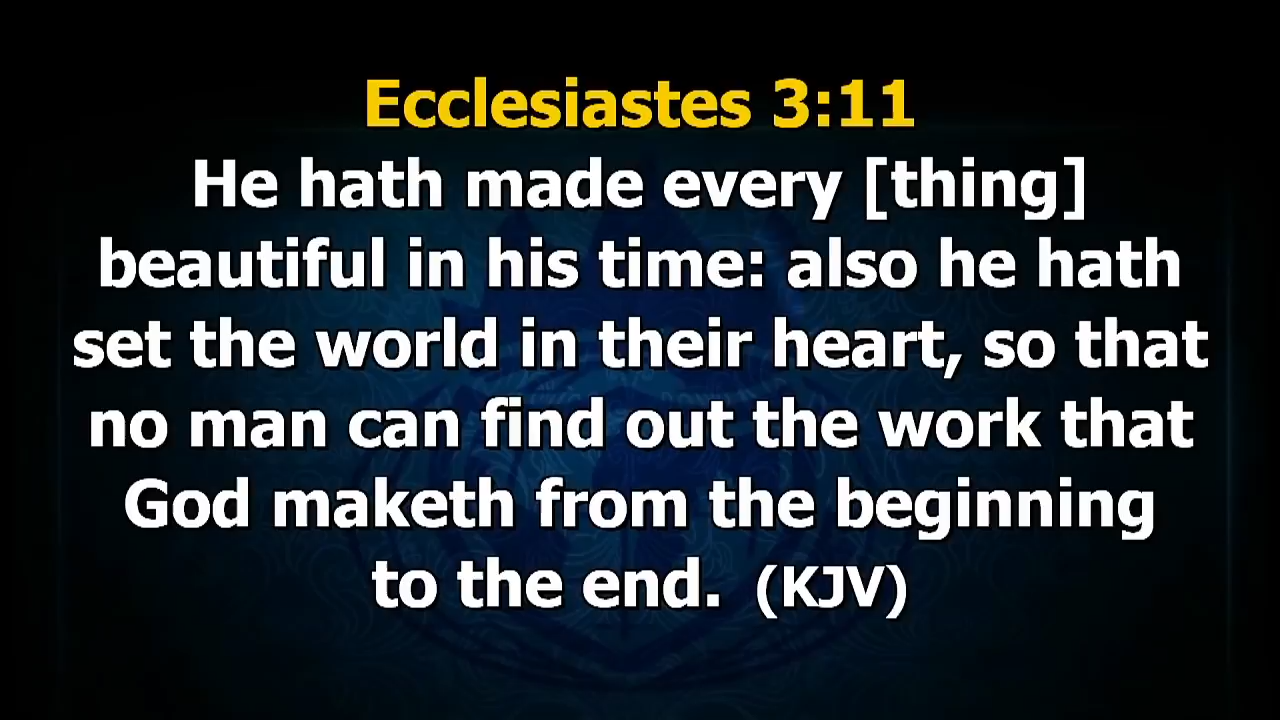 Ecclesiastes 3:11
He hath made every [thing]
beautiful in his time: also he hath
set the world in their heart, so that
no man can find out the work that
God maketh from the beginning
to the end. (KJV)